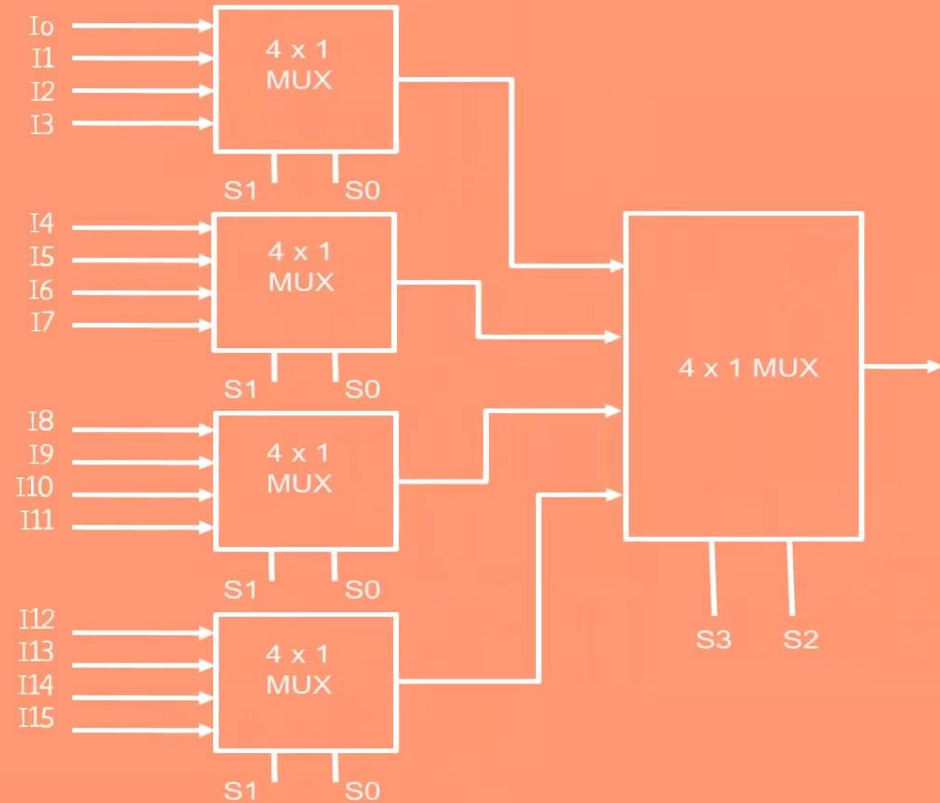 Io
I1
I2
I3
4 x 1
MUX
S1 S0
I4
I5
I6
I7
4 x 1
MUX
S1 S0
I8
I9
I10
I11
4 x 1
MUX
S1 S0
I12
I13
I14
I15
4 x 1
MUX
S1 S0
4 x 1 MUX
S3 S2